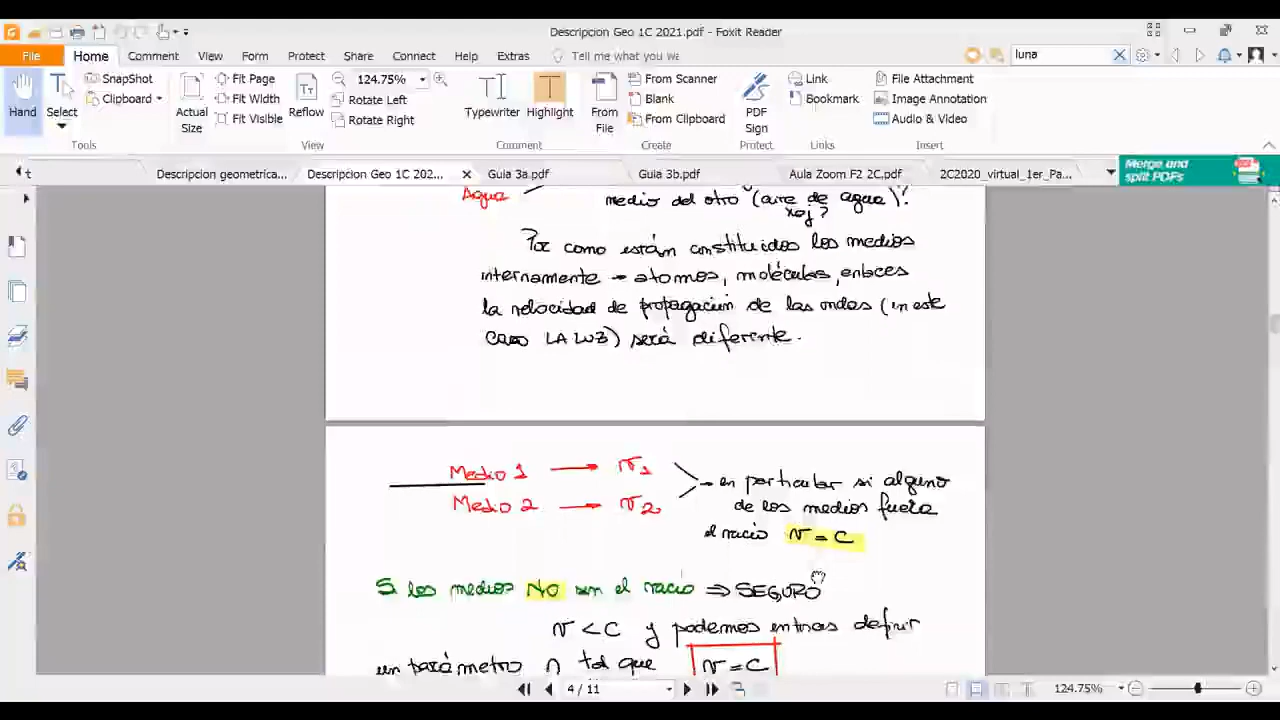 Descripcion Geo 1C 2021.pdf - Foxit Reader
File Home Comment View Form Protect Share Connect Help Extras Tell me what you wa luna
Hand
Select
SnapShot
Clipboard
Actual Size
Fit Page
Fit Width
Fit Visible
Reflow
124.75%
Rotate Left
Rotate Right
Typewriter
Highlight
From File
From Scanner
Blank
From Clipboard
PDF Sign
Link
Bookmark
File Attachment
Image Annotation
Audio & Video
Tools View Comment Create Protect Links Insert
t Descripcion geometrica... Descripcion Geo 1C 202... Guia 3a.pdf Guia 3b.pdf Aula Zoom F2 2C.pdf 2C2020_virtual_1er_Pa...
Merge and split PDFs
Agua
medio del otro (aire de agua)?
x ej?
Por como están constituidos los medios
internamente - atomos, moléculas, enlaces
la velocidad de propagación de las ondas (en este
caso LA LUZ) será diferente.
Medio 1 → v1
Medio 2 → v2
en particular si alguno
de los medios fuera
el vacio v = c
Si los medios NO son el vacio ⇒ SEGURO
v < c y podemos definir
un parámetro n tal que v = c
4 / 11
124.75%